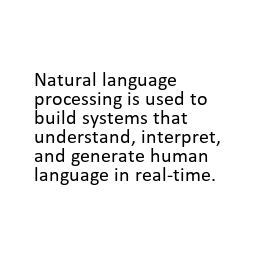 Natural language
processing is used to
build systems that
understand, interpret,
and generate human
language in real-time.